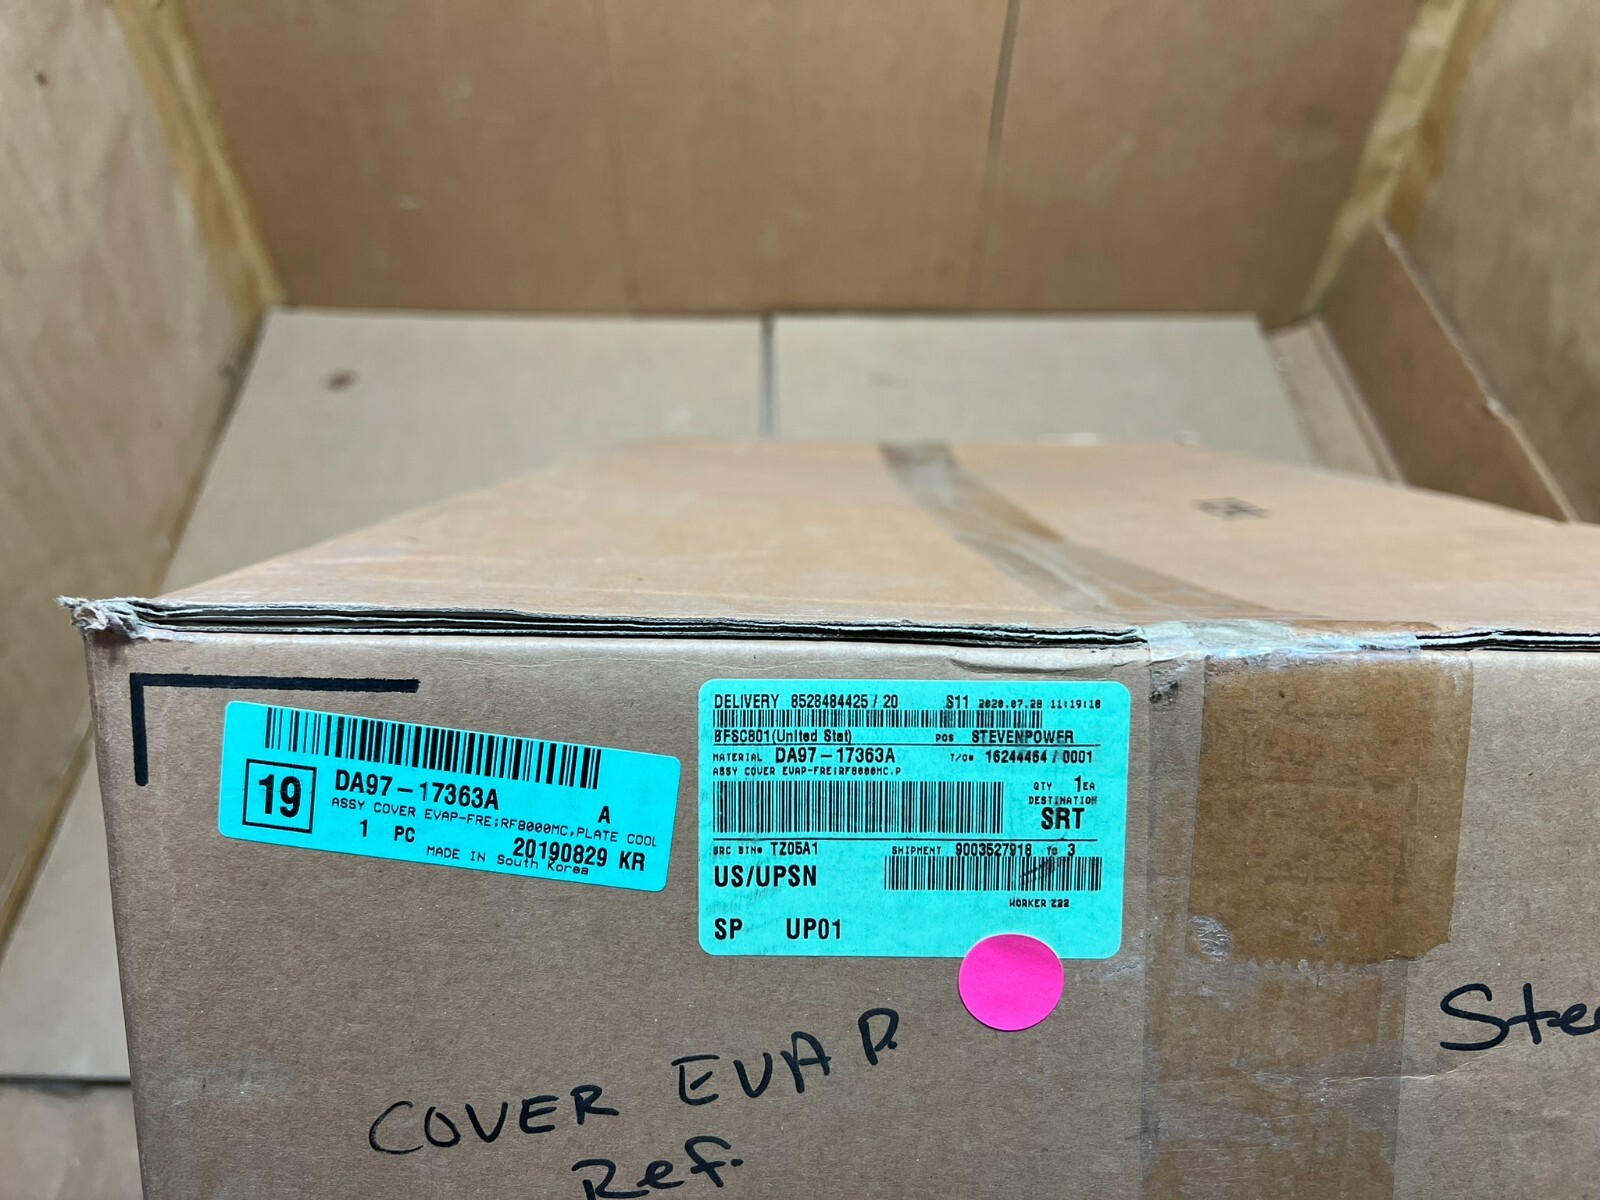 19
DA97-17363A A
ASSY COVER EVAP-FRE;RF8000MC,PLATE COOL
1 PC 20190829 KR
MADE IN South Korea
DELIVERY 8528484425 / 20 S11 2020.07.28 11:19:18
BFSC801(United Stat) POS STEVENPOWER
MATERIAL DA97-17363A T/O# 16244464 / 0001
ASSY COVER EVAP-FRE;RF8000MC,P
QTY 1EA
DESTINATION
SRT
SRC BIN# TZ05A1 SHIPMENT 9003527918 TO 3
US/UPSN
WORKER Z22
SP UP01
COVER EVAP.
Ref.
Ste